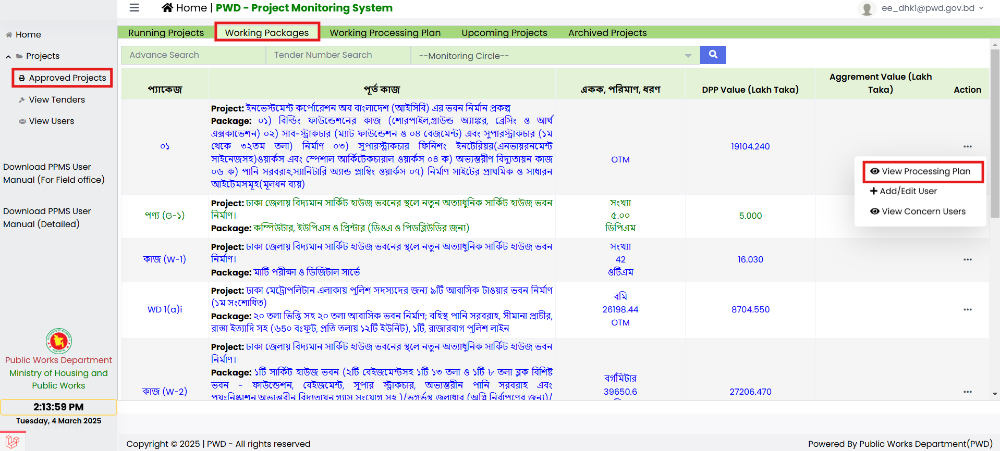 Home | PWD - Project Monitoring System
ee_dhk1@pwd.gov.bd
Home
Projects
Approved Projects
View Tenders
View Users
Download PPMS User
Manual (For Field office)
Download PPMS User
Manual (Detailed)
Public Works Department
Ministry of Housing and
Public Works
2:13:59 PM
Tuesday, 4 March 2025
Running Projects Working Packages Working Processing Plan Upcoming Projects Archived Projects
Advance Search Tender Number Search --Monitoring Circle--
প্যাকেজ পূর্ত কাজ একক, পরিমাণ, ধরণ DPP Value (Lakh Taka) Aggrement Value (Lakh
Taka) Action
০১
Project: ইনভেস্টমেন্ট কর্পোরেশন অব বাংলাদেশ (আইসিবি) এর ভবন নির্মান প্রকল্প
Package: ০১) বিল্ডিং ফাউন্ডেশনের কাজ (শোরপাইল,গ্রাউন্ড অ্যাঙ্কর, ব্রেসিং ও আর্থ
এক্সকাভেশন) ০২) সাব-স্ট্রাকচার (ম্যাট ফাউন্ডেশন ও ০৪ বেজমেন্ট) এবং সুপারস্ট্রাকচার (১ম
থেকে ৩২তম তলা) নির্মাণ ০৩) সুপারস্ট্রাকচার ফিনিশিং ইনটেরিয়র(এনভায়রনমেন্ট
সাইনেজসহ)ওয়ার্কস এবং স্পেশাল আর্কিটেকচারাল ওয়ার্কস ০৪ ক) অভ্যন্তরীণ বিদ্যুতায়ন কাজ
০৬ ক) পানি সরবরাহ,স্যানিটারি অ্যান্ড প্লাম্বিং ওয়ার্কস ০৭) নির্মাণ সাইটের প্রাথমিক ও সাধারন
আইটেমসমূহ(মূলধন ব্যয়)
OTM
19104.240
...
View Processing Plan
Add/Edit User
View Concern Users
পণ্য (G-১)
Project: ঢাকা জেলায় বিদ্যমান সার্কিট হাউজ ভবনের স্থলে নতুন অত্যাধুনিক সার্কিট হাউজ ভবন
নির্মাণ।
Package: কম্পিউটার, ইউপিএস ও প্রিন্টার (ডিওএ ও পিডব্লিউডির জন্য)
সংখ্যা
৫.০০
ডিপিএম
5.000
কাজ (W-1)
Project: ঢাকা জেলায় বিদ্যমান সার্কিট হাউজ ভবনের স্থলে নতুন অত্যাধুনিক সার্কিট হাউজ ভবন
নির্মাণ।
Package: মাটি পরীক্ষা ও ডিজিটাল সার্ভে
সংখ্যা
42
ওটিএম
16.030
...
WD 1(a)i
Project: ঢাকা মেট্রোপলিটান এলাকায় পুলিশ সদস্যদের জন্য ৯টি আবাসিক টাওয়ার ভবন নির্মাণ
(১ম সংশোধিত)
Package: ২০ তলা ভিত্তি সহ ২০ তলা আবাসিক ভবন নির্মাণ; বহিস্থ পানি সরবরাহ, সীমানা প্রাচীর,
রাস্তা ইত্যাদি সহ (৬5০ বঃফুট, প্রতি তলায় ১২টি ইউনিট), ১টি, রাজারবাগ পুলিশ লাইন
বমি
26198.44
OTM
8704.550
...
কাজ (W-2)
Project: ঢাকা জেলায় বিদ্যমান সার্কিট হাউজ ভবনের স্থলে নতুন অত্যাধুনিক সার্কিট হাউজ ভবন
নির্মাণ।
Package: ১টি সার্কিট হাউজ ভবন (২টি বেইজমেন্টসহ ১টি ১৩ তলা ও ১টি ৮ তলা ব্লক বিশিষ্ট
ভবন - ফাউন্ডেশন, বেইজমেন্ট, সুপার স্ট্রাকচার, অভ্যন্তরীন পানি সরবরাহ এবং
পয়ঃনিষ্কাশন,অভ্যন্তরীন বিদ্যুতায়ন,গ্যাস সংযোগ সহ )/ভূগর্ভস্থ জলাধার (অগ্নি নির্বাপণের জন্য)/
বর্গমিটার
39650.6
27206.470
...
Copyright © 2025 | PWD - All rights reserved
Powered By Public Works Department(PWD)